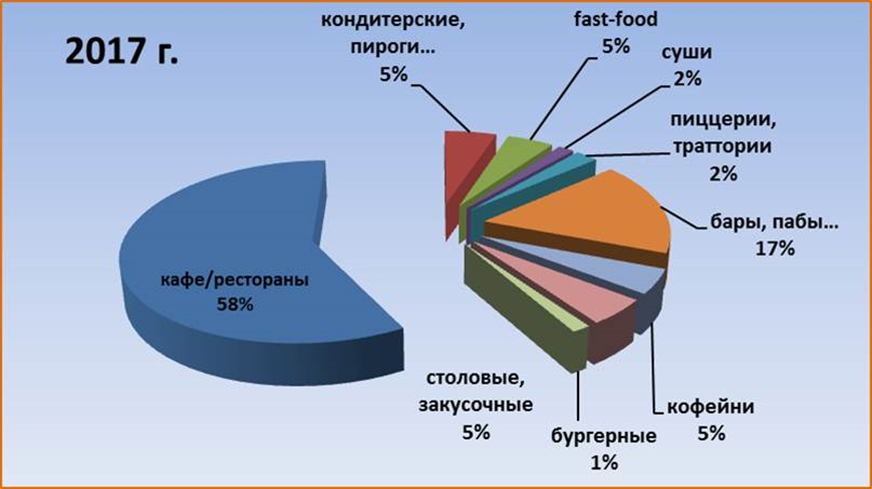 2017 г.
кондитерские,
пироги...
5%
fast-food
5%
суши
2%
пиццерии,
траттории
2%
бары, пабы...
17%
кафе/рестораны
58%
столовые,
закусочные
5%
бургерные
1%
кофейни
5%